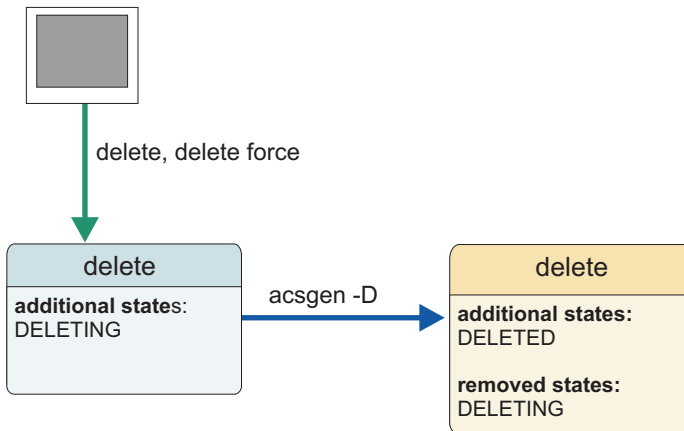 delete, delete force
delete
additional states:
DELETING
acsgen -D
delete
additional states:
DELETED
removed states:
DELETING